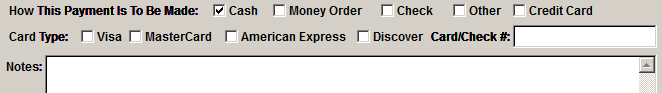 How This Payment Is To Be Made: Cash Money Order Check Other Credit Card
Card Type: Visa MasterCard American Express Discover Card/Check #:
Notes: